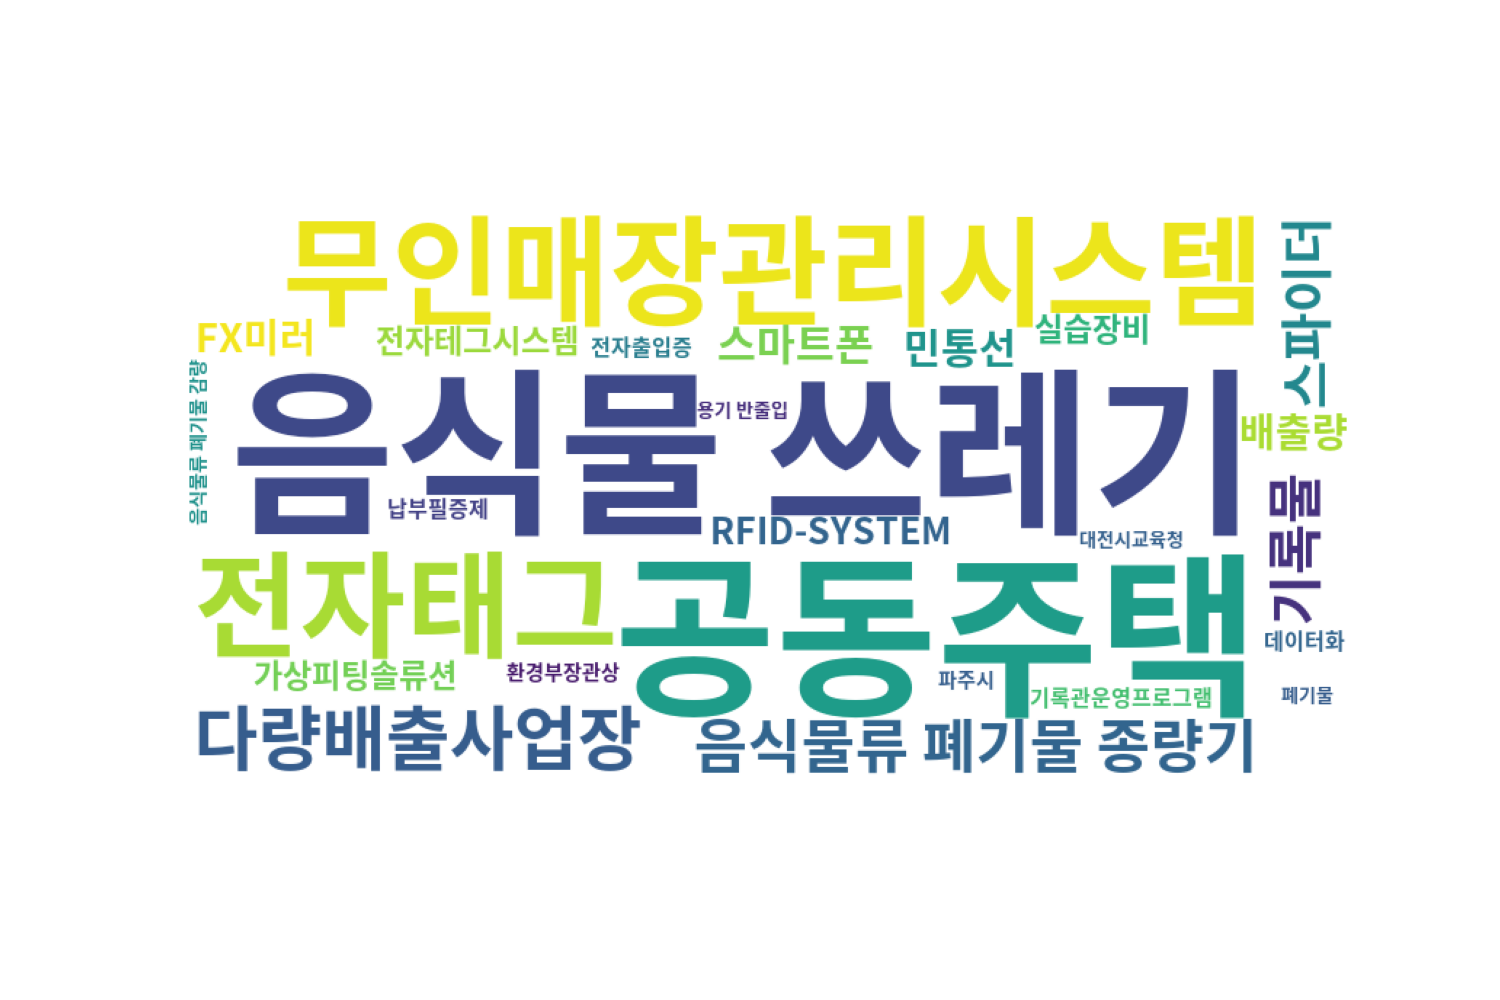 무인매장관리시스템
스파이더
FX미러
전자테그시스템
전자출입증
스마트폰
민통선
실습장비
음식물류 폐기물 감량
음식물 쓰레기
용기 반줄입
배출량
납부필증제
RFID-SYSTEM
대전시교육청
기록물
전자태그
공동주택
데이터화
가상피팅솔류션
환경부장관상
파주시
기록관운영프로그램
폐기물
다량배출사업장
음식물류 폐기물 종량기